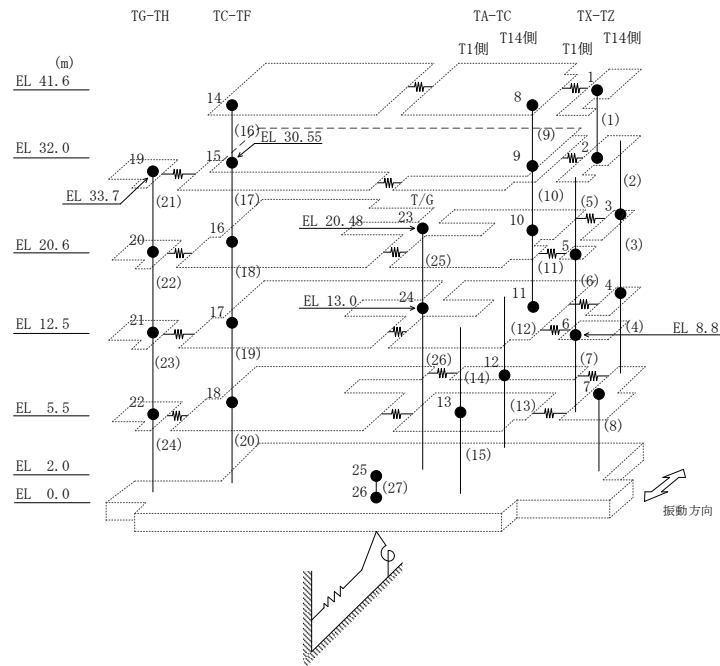 TG-TH TC-TF TA-TC TX-TZ
T1側 T14側 T1側 T14側
(m)
EL 41.6
14 8 1
(16) (9) (1)
EL 30.55
EL 32.0
19 15 9 2
EL 33.7
(21) (17) (10) (2)
T/G
EL 20.48 23
16 10 (5) 3
EL 20.6
20 (3)
(22) (18) (25) (11) 5
EL 13.0 24
(6) 4
EL 12.5
21 17 11
(12) 6 (4) EL 8.8
(23) (19) (26) 12 (7)
(14)
EL 5.5
22 18 13 (13) 7
(24) (20) (15) (8)
EL 2.0
25
EL 0.0
26 (27)
振動方向